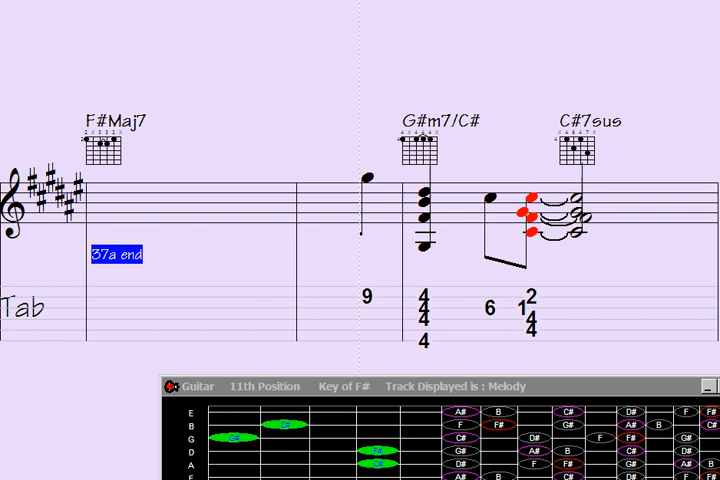 F#Maj7 G#m7/C# C#7sus
37a end
Tab
9 4 6 1 2
4
4 4
4 4
Guitar 11th Position Key of F# Track Displayed is : Melody
E A# B C# D# F F#
B C# F F# G# A# B C#
G G# C# D# F F# G#
D F# G# A# B C# D#
A C# D# F F# G# A# B